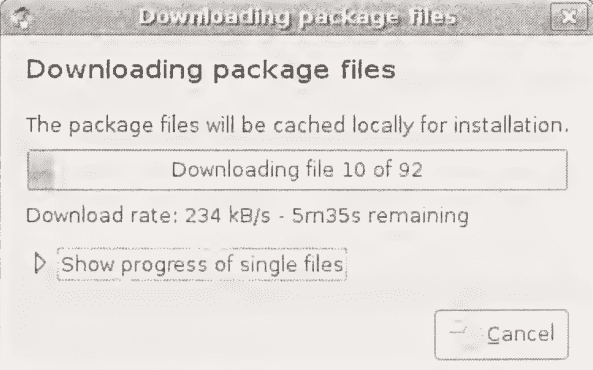 Downloading package files
Downloading package files
The package files will be cached locally for installation.
Downloading file 10 of 92
Download rate: 234 kB/s - 5m35s remaining
Show progress of single files
Cancel